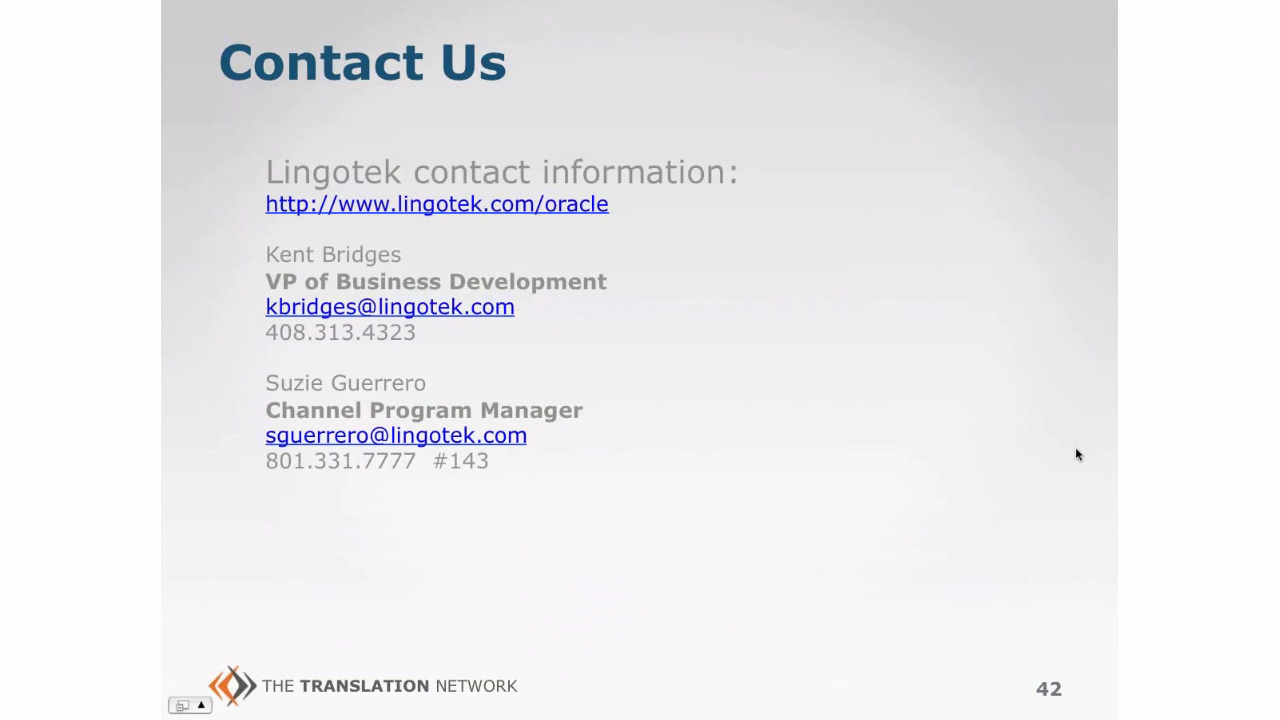 Contact Us
Lingotek contact information:
http://www.lingotek.com/oracle
Kent Bridges
VP of Business Development
kbridges@lingotek.com
408.313.4323
Suzie Guerrero
Channel Program Manager
sguerrero@lingotek.com
801.331.7777 #143
THE TRANSLATION NETWORK
42